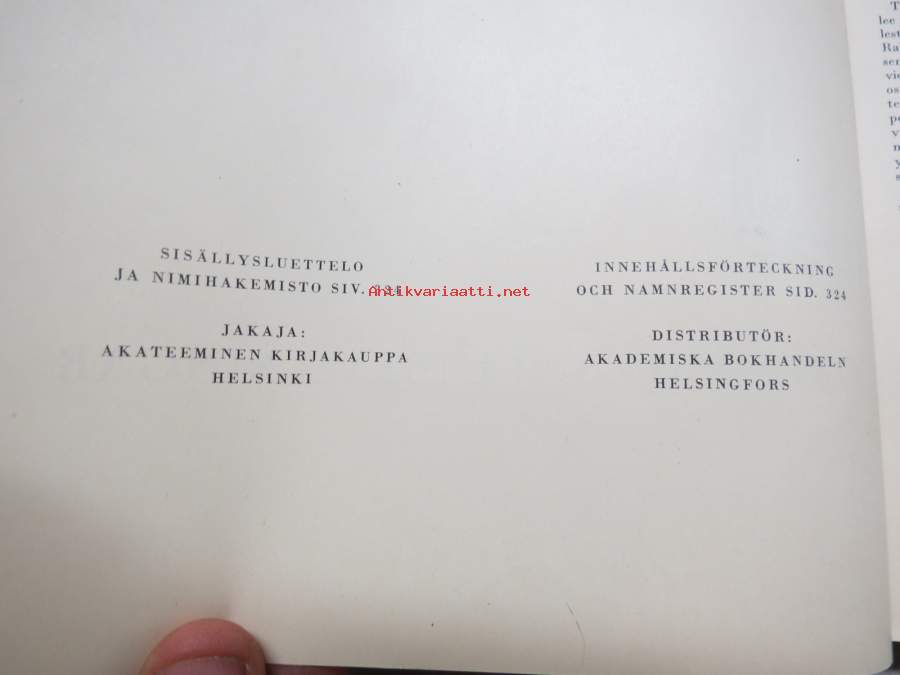 SISÄLLYSLUETTELO
JA NIMIHAKEMISTO SIV. 324
Antikvariaatti.net
JAKAJA:
AKATEEMINEN KIRJAKAUPPA
HELSINKI
INNEHÅLLSFÖRTECKNING
OCH NAMNREGISTER SID. 324
DISTRIBUTÖR:
AKADEMISKA BOKHANDELN
HELSINGFORS